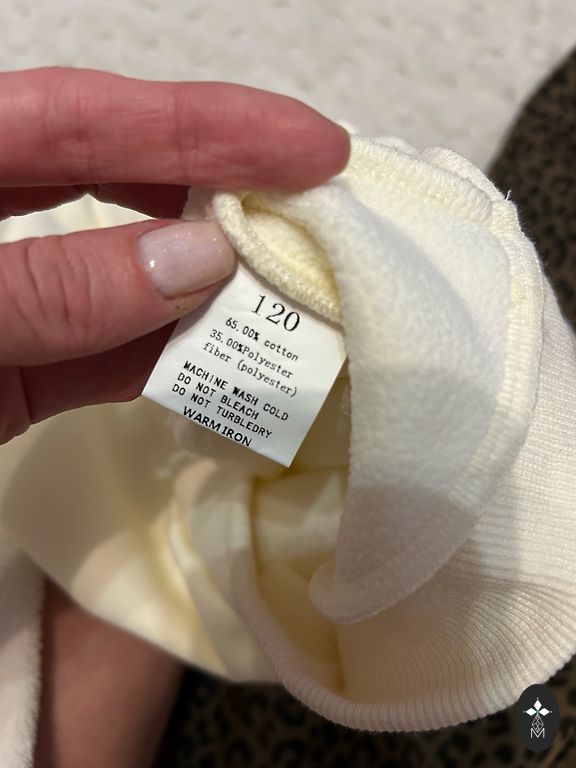 120
65.00% cotton
35.00%Polyester
fiber (polyester)
MACHINE WASH COLD
DO NOT BLEACH
DO NOT TURBLEDRY
WARM IRON
M